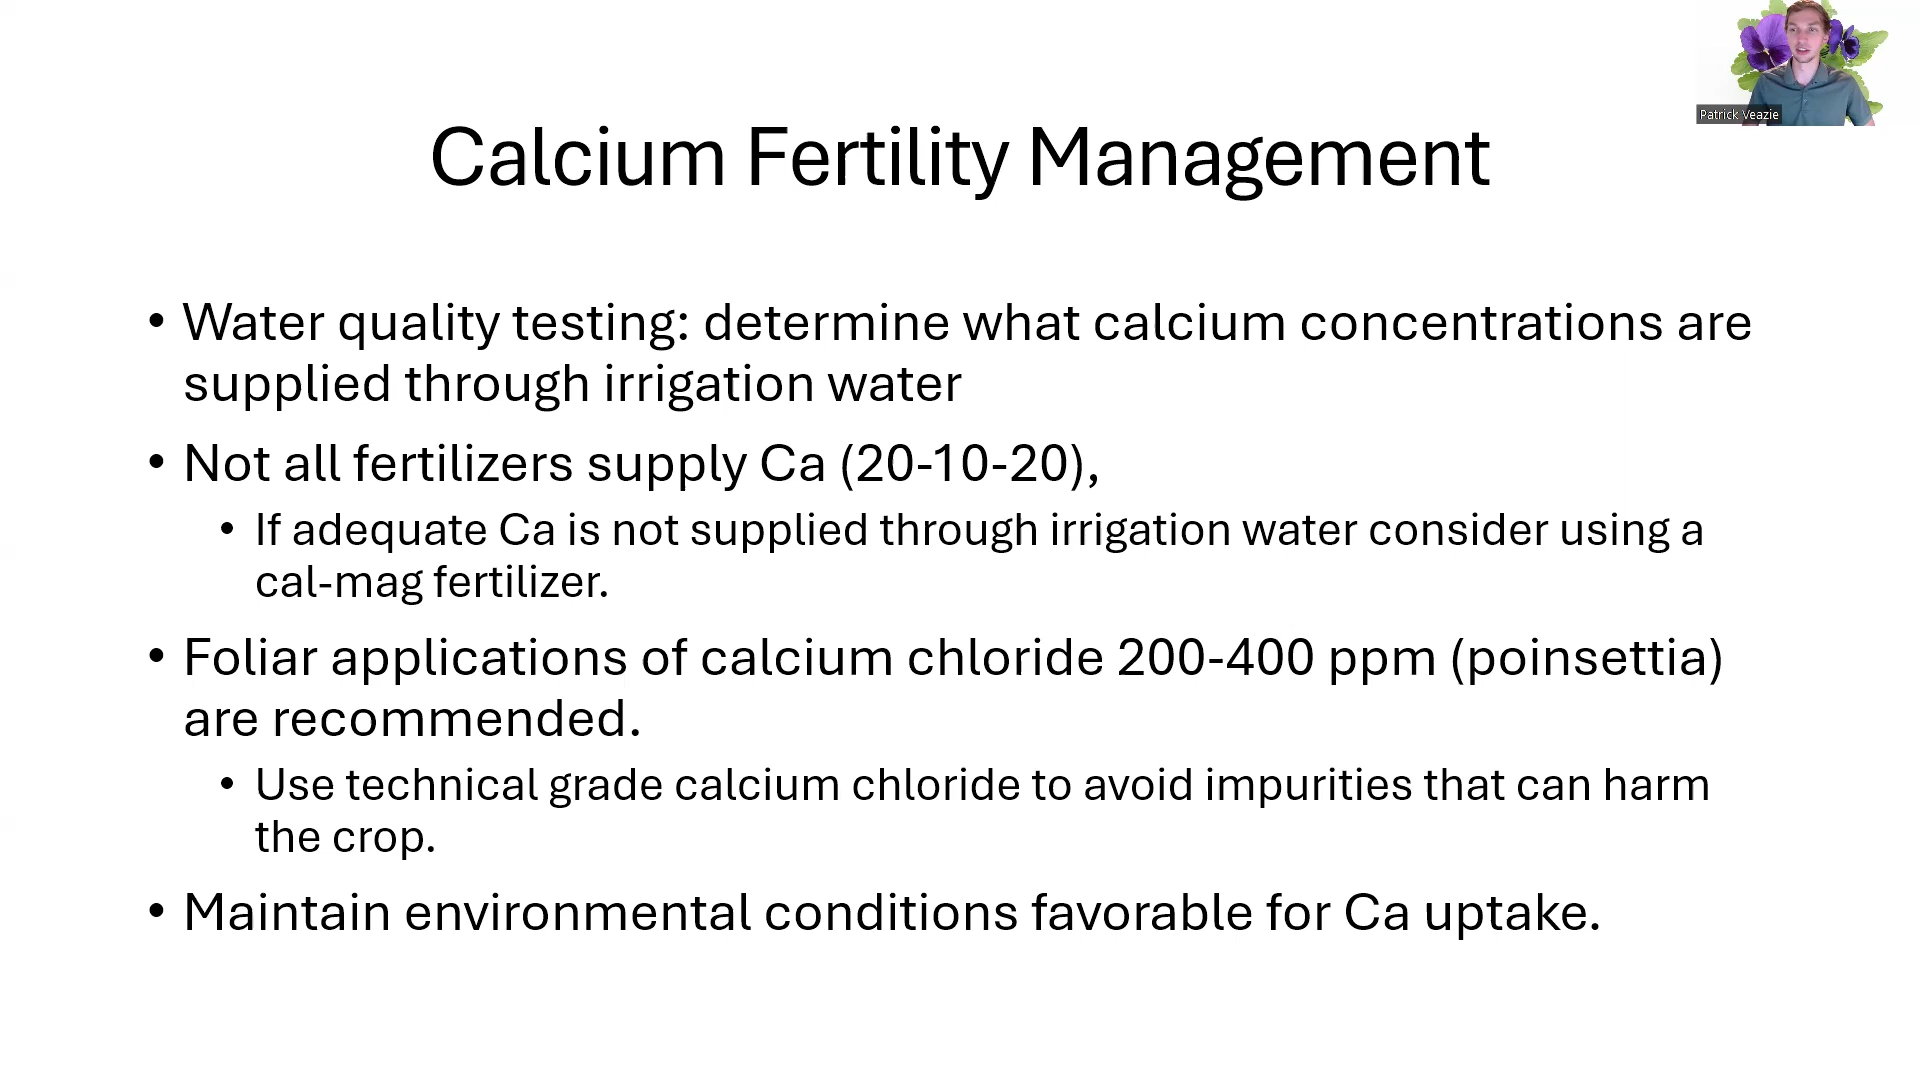 Patrick Veazie
Calcium Fertility Management
• Water quality testing: determine what calcium concentrations are
supplied through irrigation water
• Not all fertilizers supply Ca (20-10-20),
• If adequate Ca is not supplied through irrigation water consider using a
cal-mag fertilizer.
• Foliar applications of calcium chloride 200-400 ppm (poinsettia)
are recommended.
• Use technical grade calcium chloride to avoid impurities that can harm
the crop.
• Maintain environmental conditions favorable for Ca uptake.